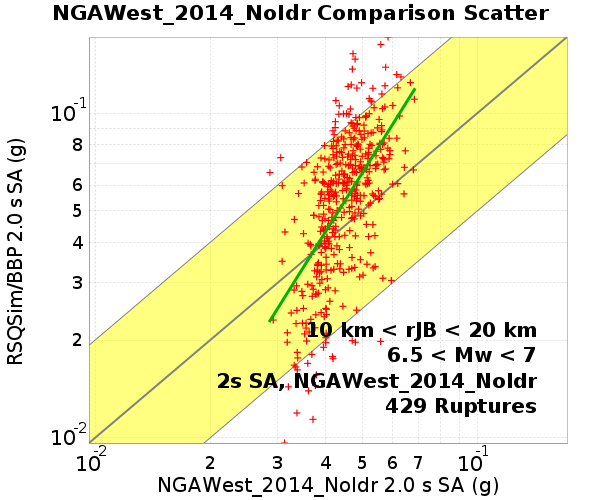 NGAWest_2014_NoIdr Comparison Scatter
RSQSim/BBP 2.0 s SA (g)
10-1
8
6
5
4
3
2
10-2
10 km < rJB < 20 km
6.5 < Mw < 7
2s SA, NGAWest_2014_NoIdr
429 Ruptures
10-2 2 3 4 5 6 7 10-1
NGAWest_2014_NoIdr 2.0 s SA (g)